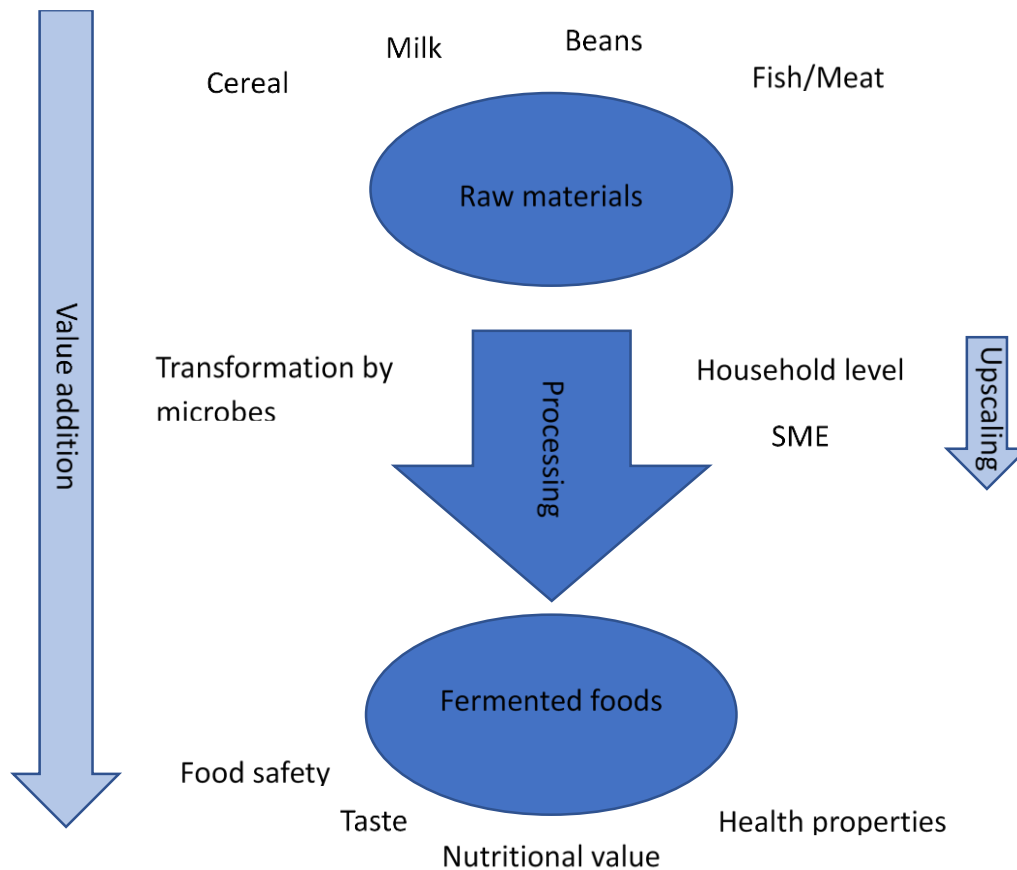 Milk
Beans
Cereal
Fish/Meat
Raw materials
Value addition
Transformation by
microbes
Processing
Household level
SME
Upscaling
Fermented foods
Food safety
Taste
Health properties
Nutritional value